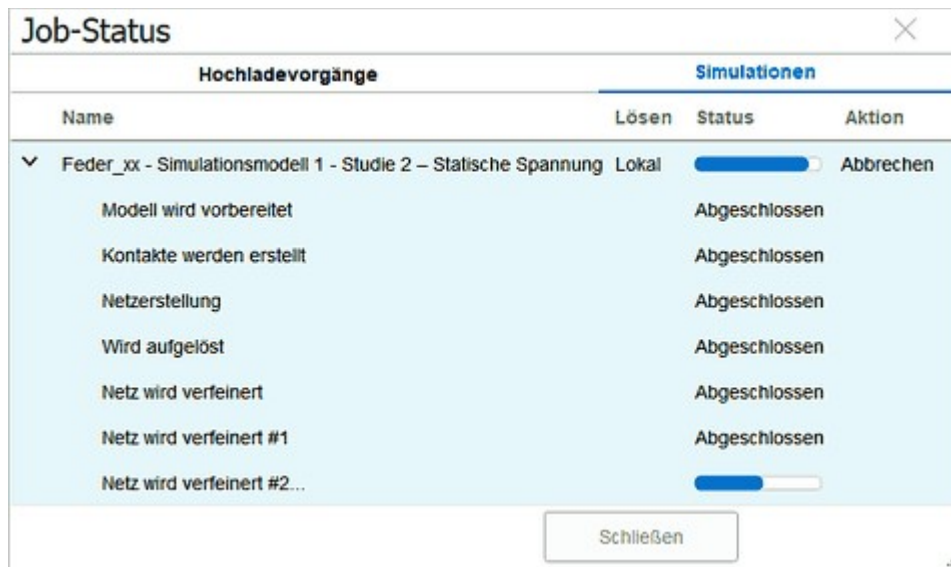 Job-Status
Hochladevorgänge Simulationen
Name Lösen Status Aktion
Feder_xx - Simulationsmodell 1 - Studie 2 – Statische Spannung Lokal Abbrechen
Modell wird vorbereitet Abgeschlossen
Kontakte werden erstellt Abgeschlossen
Netzerstellung Abgeschlossen
Wird aufgelöst Abgeschlossen
Netz wird verfeinert Abgeschlossen
Netz wird verfeinert #1 Abgeschlossen
Netz wird verfeinert #2...
Schließen